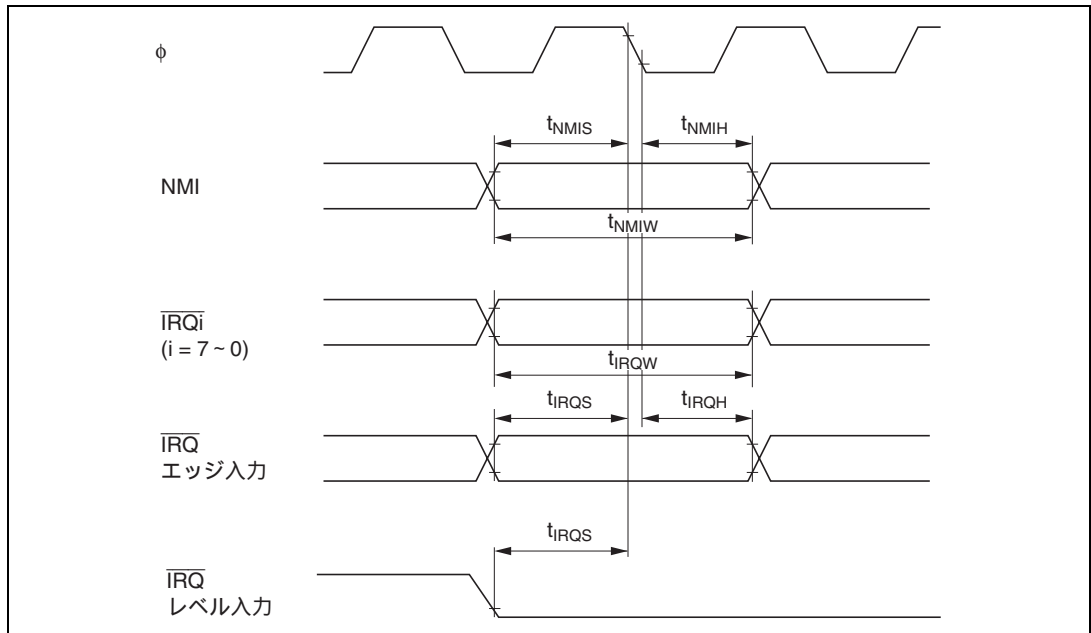 φ
tNMIS tNMIH
NMI
tNMIW
IRQi
(i = 7 ~ 0)
tIRQW
tIRQS tIRQH
IRQ
エッジ入力
tIRQS
IRQ
レベル入力